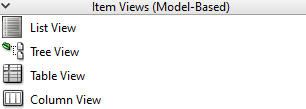 Item Views (Model-Based)
List View
Tree View
Table View
Column View